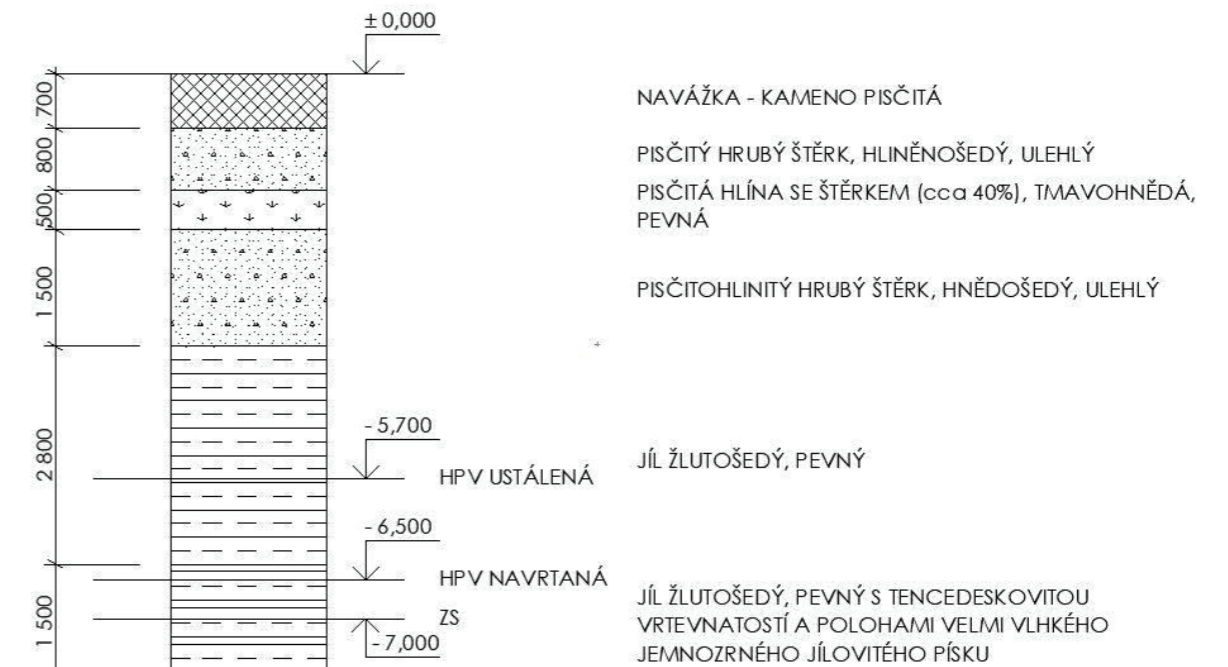 ± 0,000
700
NAVÁŽKA - KAMENO PISČITÁ
800
PISČITÝ HRUBÝ ŠTĚRK, HLINĚNOŠEDÝ, ULEHLÝ
500
PISČITÁ HLÍNA SE ŠTĚRKEM (cca 40%), TMAVOHNĚDÁ,
PEVNÁ
1 500
PISČITOHLINITÝ HRUBÝ ŠTĚRK, HNĚDOŠEDÝ, ULEHLÝ
2 800
- 5,700
HPV USTÁLENÁ
JÍL ŽLUTOŠEDÝ, PEVNÝ
- 6,500
HPV NAVRTANÁ
1 500
ZS
- 7,000
JÍL ŽLUTOŠEDÝ, PEVNÝ S TENCEDESKOVITOU
VRTEVNATOSTÍ A POLOHAMI VELMI VLHKÉHO
JEMNOZRNÉHO JÍLOVITÉHO PÍSKU